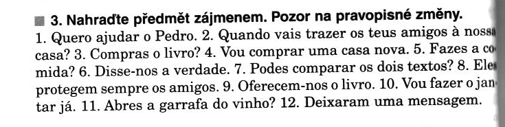 3. Nahraďte předmět zájmenem. Pozor na pravopisné změny.
1. Quero ajudar o Pedro. 2. Quando vais trazer os teus amigos à nossa
casa? 3. Compras o livro? 4. Vou comprar uma casa nova. 5. Fazes a co
mida? 6. Disse-nos a verdade. 7. Podes comparar os dois textos? 8. Eles
protegem sempre os amigos. 9. Oferecem-nos o livro. 10. Vou fazer o jan
tar já. 11. Abres a garrafa do vinho? 12. Deixaram uma mensagem.